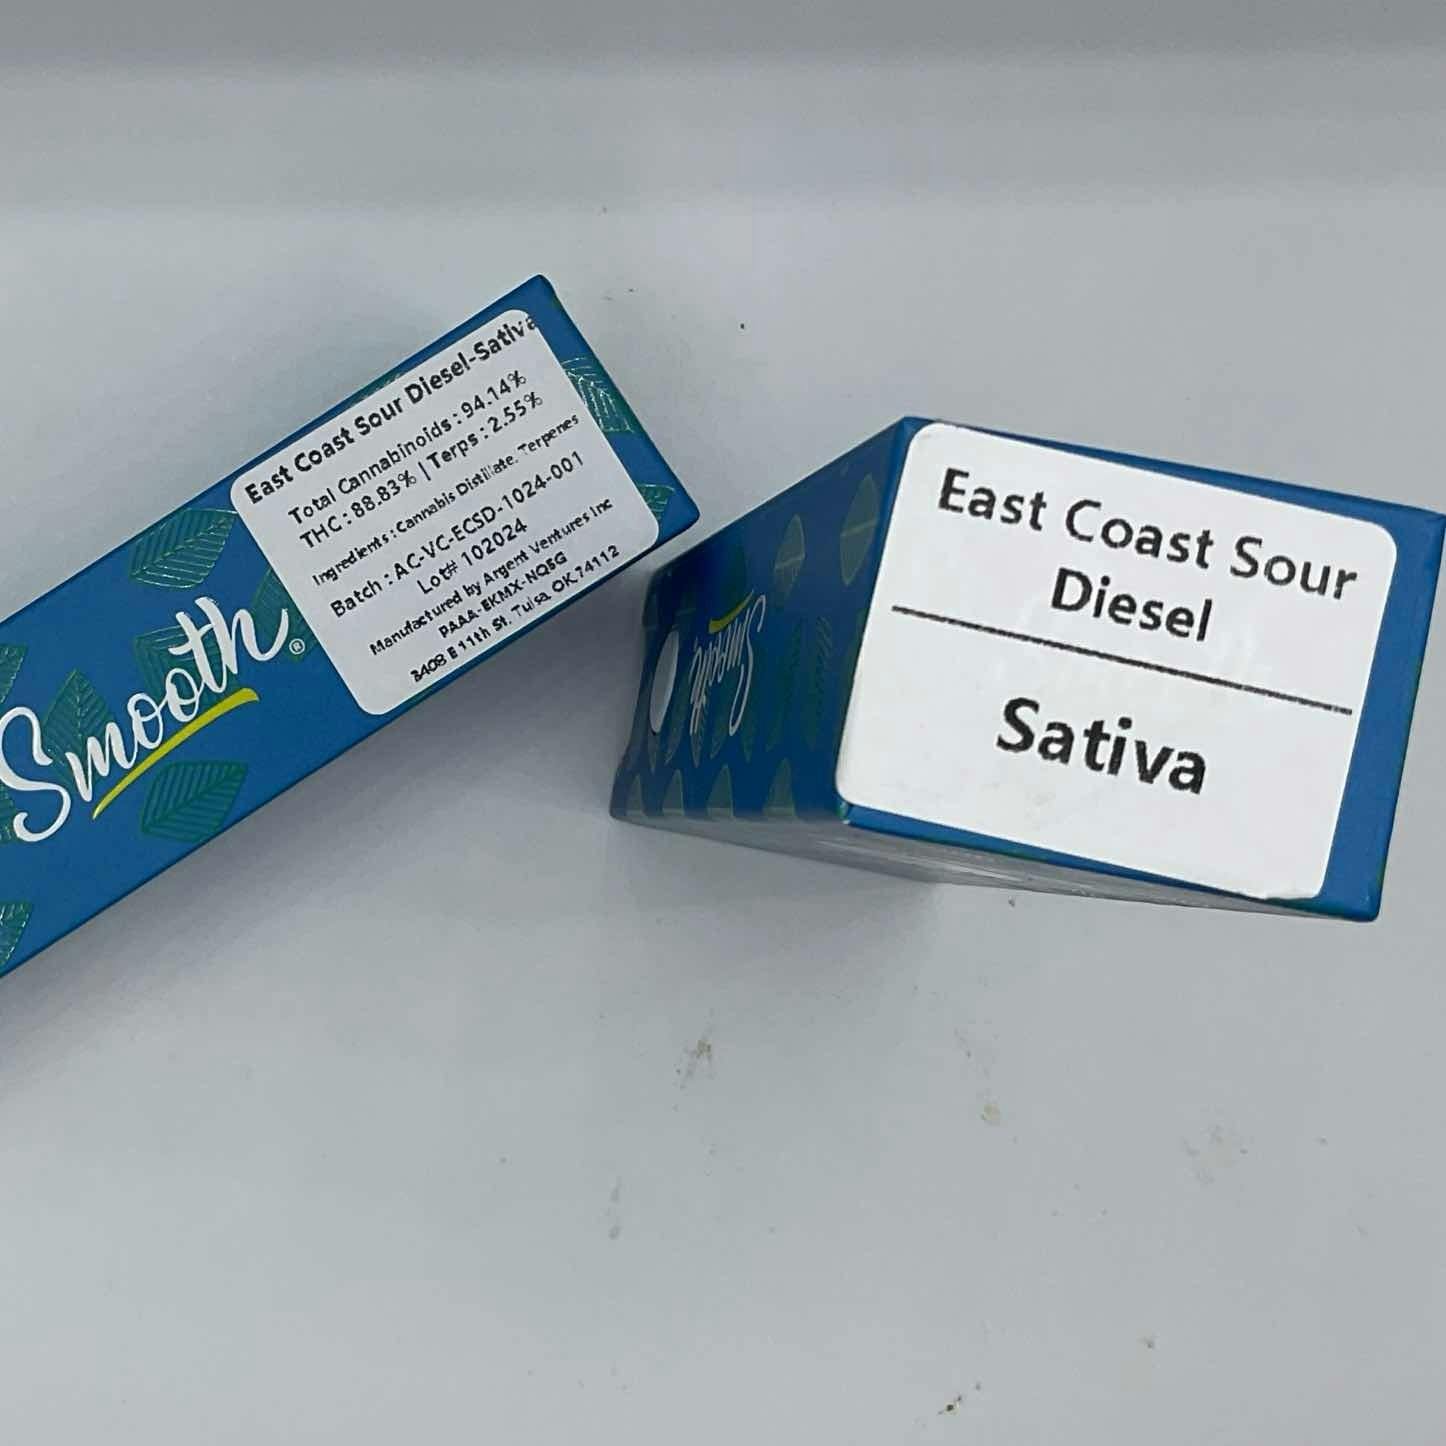 East Coast Sour Diesel-Sativa
Total Cannabinoids : 94.14%
THC : 88.83% | Terps : 2.55%
Ingredients : Cannabis Distillate, Terpenes
Batch : AC-VC-ECSD-1024-001
Lot# 102024
Manufactured by Argent Ventures Inc
PAAA-EKMX-NQ5G
3408 E 11th St. Tulsa OK,74112
Smooth®
Smooth
East Coast Sour
Diesel
Sativa